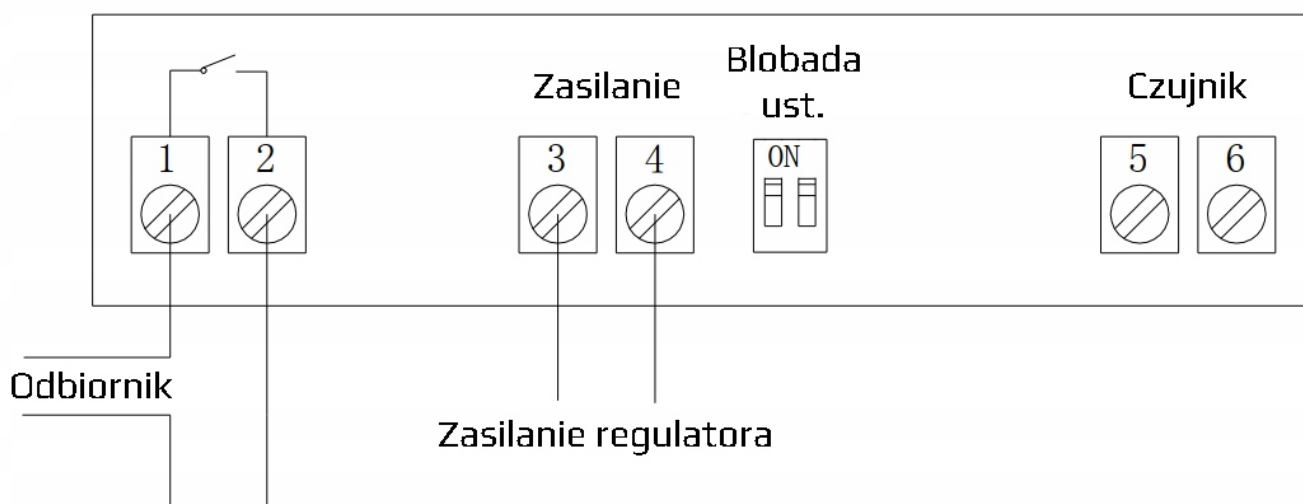 Zasilanie
Blobada
ust.
Czujnik
1
2
3
4
ON
5
6
Odbiornik
Zasilanie regulatora